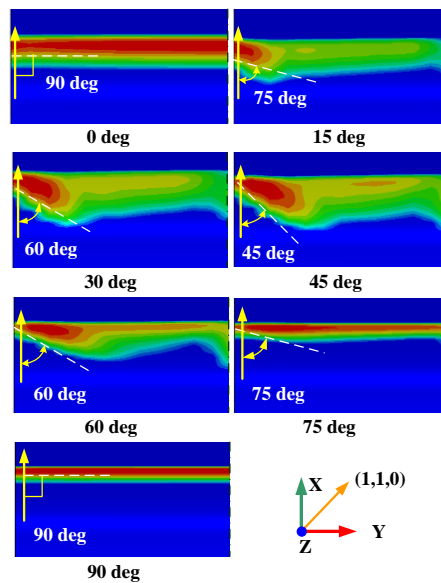 90 deg
75 deg
0 deg
15 deg
60 deg
45 deg
30 deg
45 deg
60 deg
75 deg
60 deg
75 deg
90 deg
90 deg
X
(1,1,0)
Z
Y